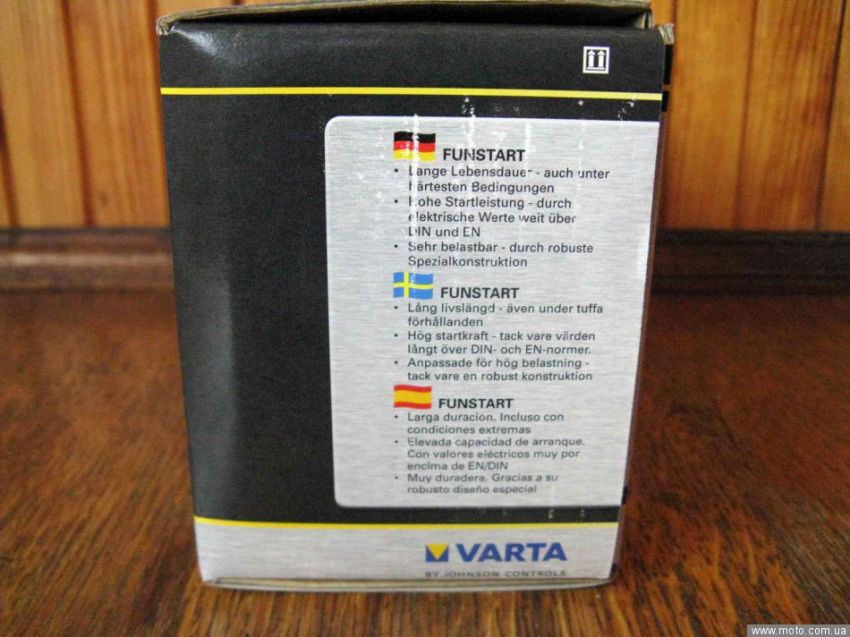 FUNSTART
• Lange Lebensdauer - auch unter
härtesten Bedingungen
• Hohe Startleistung - durch
elektrische Werte weit über
DIN und EN
• Sehr belastbar - durch robuste
Spezialkonstruktion
FUNSTART
• Lång livslängd - även under tuffa
förhållanden
• Hög startkraft - tack vare värden
långt över DIN- och EN-normer.
• Anpassade för hög belastning -
tack vare en robust konstruktion
FUNSTART
• Larga duración. Incluso con
condiciones extremas
• Elevada capacidad de arranque.
Con valores eléctricos muy por
encima de EN/DIN
• Muy duradera. Gracias a su
robusto diseño especial
VARTA
BY JOHNSON CONTROLS
www.moto.com.ua